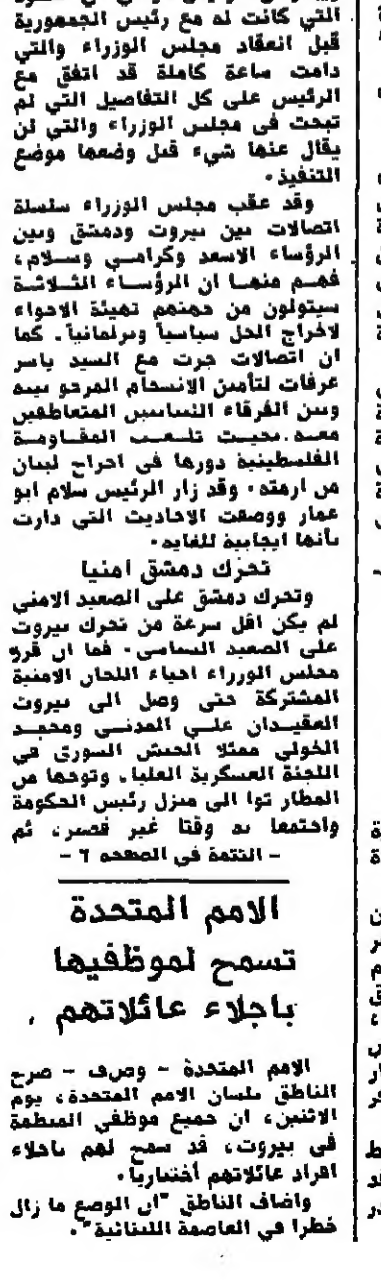 التي كانت له مع رئيس الجمهورية
قبل انعقاد مجلس الوزراء والتي
دامت ساعة كاملة قد اتفق مع
الرئيس على كل التفاصيل التي لم
تبحث في مجلس الوزراء والتي لن
يقال عنها شيء قبل وضعها موضع
التنفيذ.
وقد عقب مجلس الوزراء سلسلة
اتصالات بين بيروت ودمشق وبين
الرؤساء الاسعد وكرامي وسلام،
فهم منها ان الرؤساء الثلاثة
سيتولون من جهتهم تهيئة الاجواء
لاخراج الحل سياسياً وبرلمانياً. كما
ان اتصالات جرت مع السيد ياسر
عرفات لتأمين الانسجام المرجو بينه
وبين الفرقاء السياسيين المتعاطفين
معه.بحيث تلعب المقاومة
الفلسطينية دورها في اخراج لبنان
من ازمته. وقد زار الرئيس سلام ابو
عمار ووصفت الاحاديث التي دارت
بأنها ايجابية للغايه.
تحرك دمشق امنيا
وتحرك دمشق على الصعيد الامني
لم يكن اقل سرعة من تحرك بيروت
على الصعيد السياسي. فما ان قرر
مجلس الوزراء احياء اللجان الامنية
المشتركة حتى وصل الى بيروت
العقيدان علي المدني ومحمد
الخولي ممثلا الجيش السوري في
اللجنة العسكرية العليا. وتوجها من
المطار توا الى منزل رئيس الحكومة
واجتمعا به وقتا غير قصير، ثم
- التتمة في الصفحه ٦ -
الامم المتحدة
تسمح لموظفيها
باجلاء عائلاتهم .
الامم المتحدة - وص‌ف - صرح
الناطق بلسان الامم المتحدة، يوم
الاثنين، ان جميع موظفي المنظمة
في بيروت، قد سمح لهم باجلاء
افراد عائلاتهم أختياريا.
واضاف الناطق "ان الوضع ما زال
خطرا في العاصمة اللبنانية".